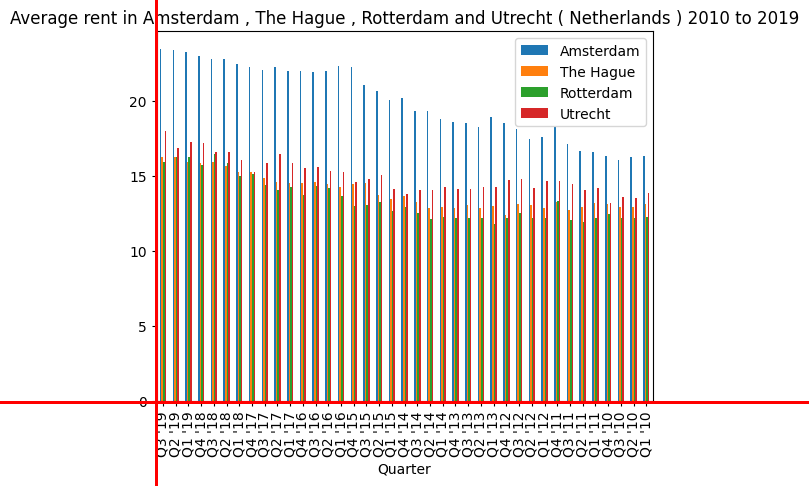 Average rent in Amsterdam , The Hague , Rotterdam and Utrecht ( Netherlands ) 2010 to 2019
Amsterdam
The Hague
Rotterdam
Utrecht
20
15
10
5
0
Q3 '19
Q2 '19
Q1 '19
Q4 '18
Q3 '18
Q2 '18
Q1 '18
Q4 '17
Q3 '17
Q2 '17
Q1 '17
Q4 '16
Q3 '16
Q2 '16
Q1 '16
Q4 '15
Q3 '15
Q2 '15
Q1 '15
Q4 '14
Q3 '14
Q2 '14
Q1 '14
Q4 '13
Q3 '13
Q2 '13
Q1 '13
Q4 '12
Q3 '12
Q2 '12
Q1 '12
Q4 '11
Q3 '11
Q2 '11
Q1 '11
Q4 '10
Q3 '10
Q2 '10
Q1 '10
Quarter